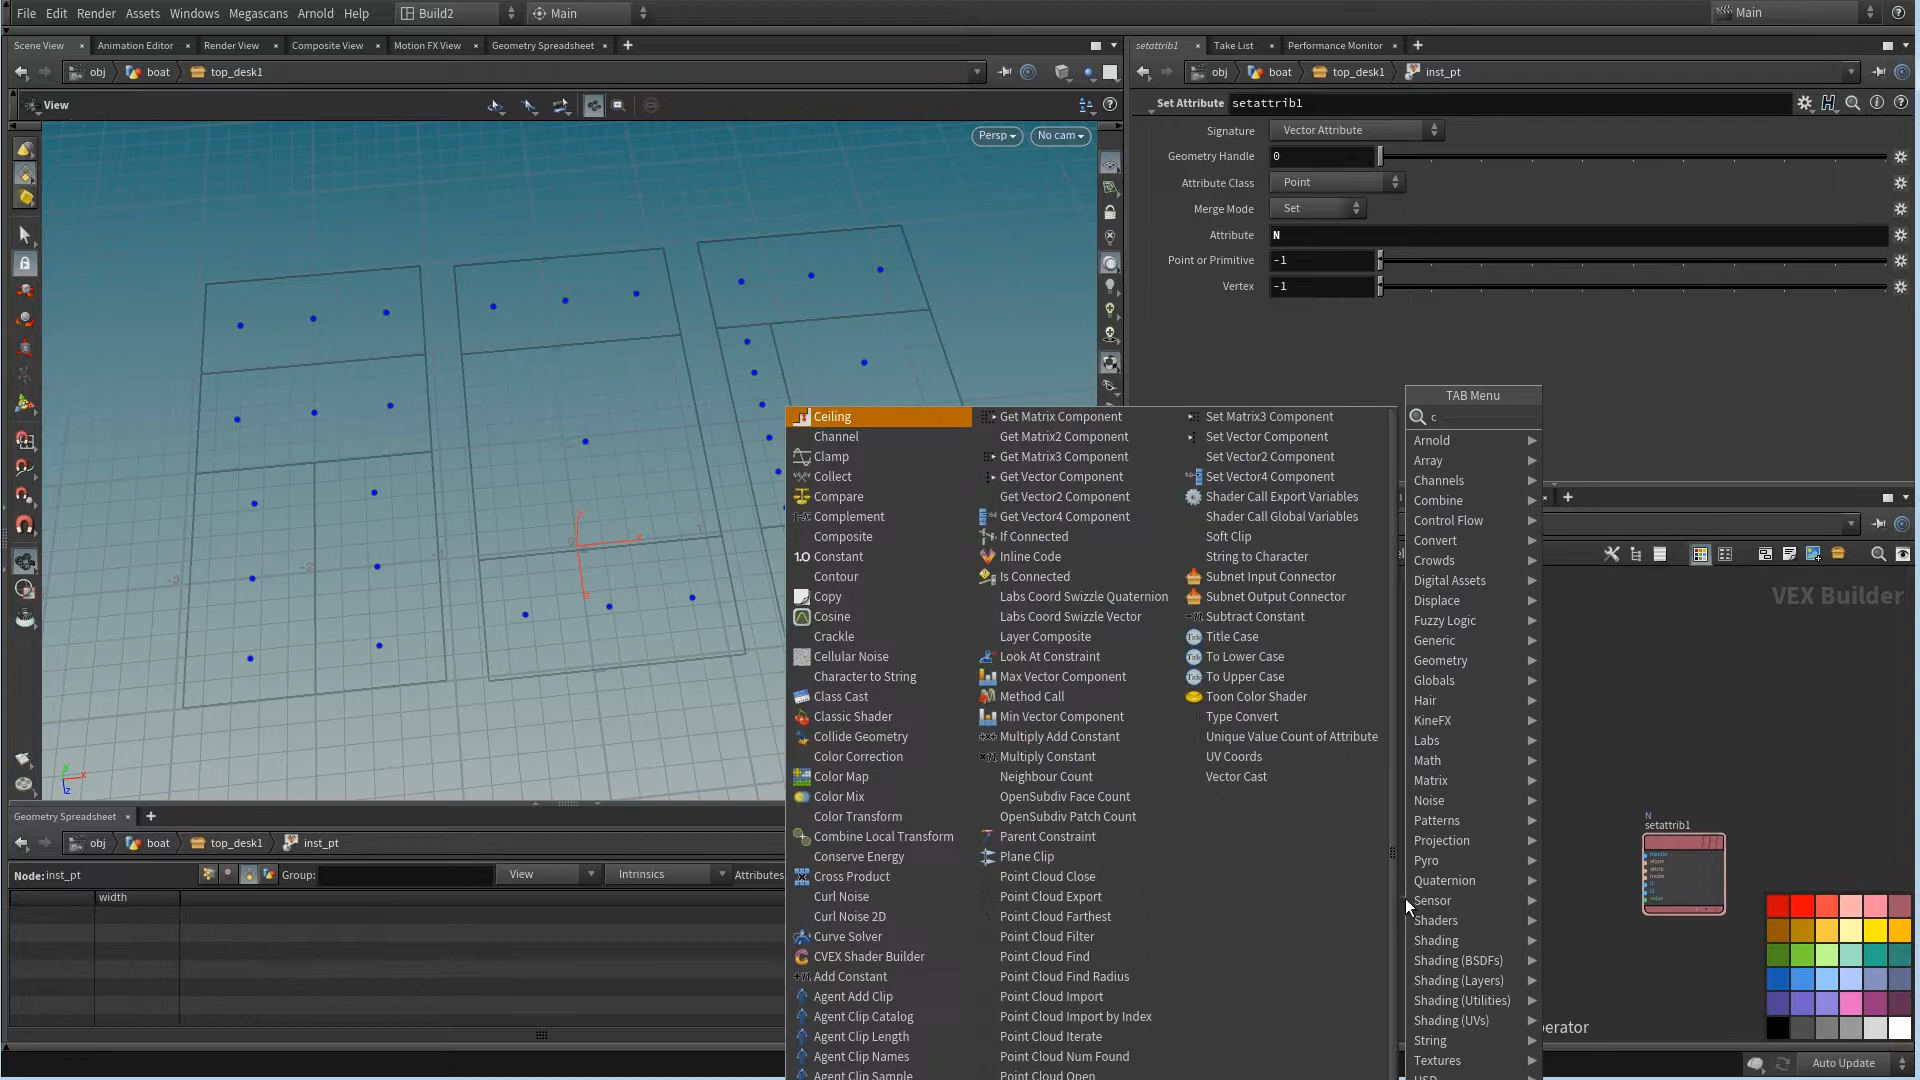 File Edit Render Assets Windows Megascans Arnold Help Build2 Main Main
Scene View Animation Editor Render View Composite View Motion FX View Geometry Spreadsheet
obj boat top_desk1
View
Persp No cam
setattrib1 Take List Performance Monitor
obj boat top_desk1 inst_pt
Set Attribute setattrib1
Signature Vector Attribute
Geometry Handle 0
Attribute Class Point
Merge Mode Set
Attribute N
Point or Primitive -1
Vertex -1
TAB Menu
c
Arnold
Array
Channels
Combine
Control Flow
Convert
Crowds
Digital Assets
Displace
Fuzzy Logic
Generic
Geometry
Globals
Hair
KineFX
Labs
Math
Matrix
Noise
Patterns
Projection
Pyro
Quaternion
Sensor
Shaders
Shading
Shading (BSDFs)
Shading (Layers)
Shading (Utilities)
Shading (UVs)
String
Textures
Ceiling
Channel
Clamp
Collect
Compare
Complement
Composite
Constant
Contour
Copy
Cosine
Crackle
Cellular Noise
Character to String
Class Cast
Classic Shader
Collide Geometry
Color Correction
Color Map
Color Mix
Color Transform
Combine Local Transform
Conserve Energy
Cross Product
Curl Noise
Curl Noise 2D
Curve Solver
CVEX Shader Builder
Add Constant
Agent Add Clip
Agent Clip Catalog
Agent Clip Length
Agent Clip Names
Agent Clip Sample
Get Matrix Component
Get Matrix2 Component
Get Matrix3 Component
Get Vector Component
Get Vector2 Component
Get Vector4 Component
If Connected
Inline Code
Is Connected
Labs Coord Swizzle Quaternion
Labs Coord Swizzle Vector
Layer Composite
Look At Constraint
Max Vector Component
Method Call
Min Vector Component
Multiply Add Constant
Multiply Constant
Neighbour Count
OpenSubdiv Face Count
OpenSubdiv Patch Count
Parent Constraint
Plane Clip
Point Cloud Close
Point Cloud Export
Point Cloud Farthest
Point Cloud Filter
Point Cloud Find
Point Cloud Find Radius
Point Cloud Import
Point Cloud Import by Index
Point Cloud Iterate
Point Cloud Num Found
Point Cloud Open
Set Matrix3 Component
Set Vector Component
Set Vector2 Component
Set Vector4 Component
Shader Call Export Variables
Shader Call Global Variables
Soft Clip
String to Character
Subnet Input Connector
Subnet Output Connector
Subtract Constant
Title Case
To Lower Case
To Upper Case
Toon Color Shader
Type Convert
Unique Value Count of Attribute
UV Coords
Vector Cast
VEX Builder
N
setattrib1
Geometry Spreadsheet
obj boat top_desk1 inst_pt
Node: inst_pt Group: View Intrinsics Attributes
width
perator
Auto Update